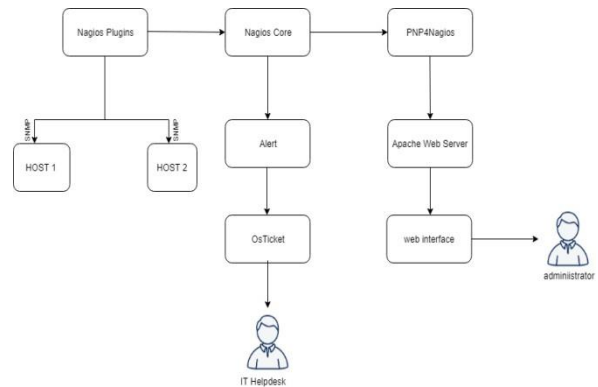 Nagios Plugins
Nagios Core
PNP4Nagios
SNMP
SNMP
HOST 1
HOST 2
Alert
Apache Web Server
OsTicket
web interface
adminiistrator
IT Helpdesk